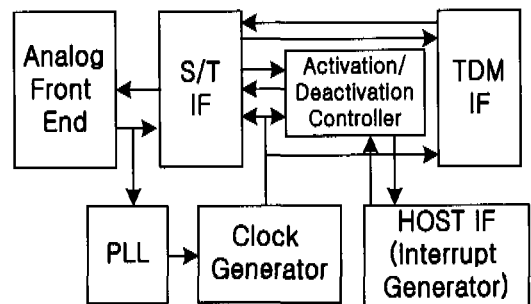 Analog
Front
End
S/T
IF
Activation/
Deactivation
Controller
TDM
IF
PLL
Clock
Generator
HOST IF
(Interrupt
Generator)